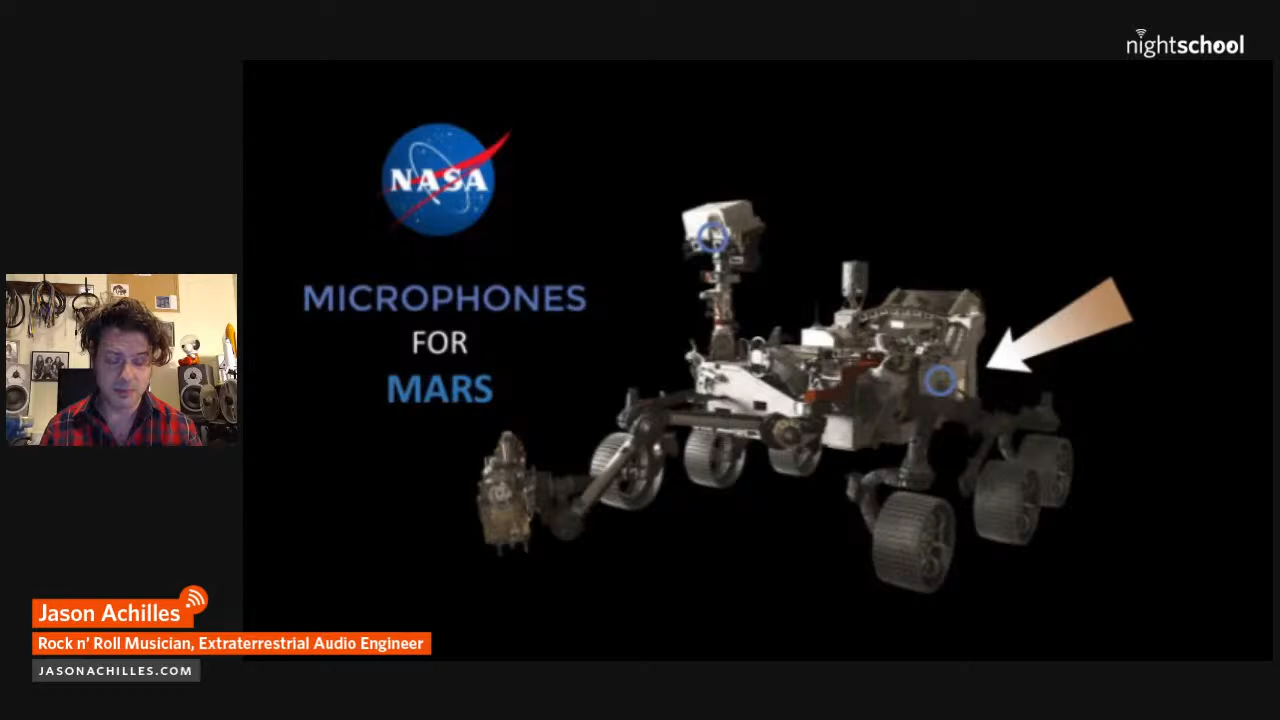 nightschool
NASA
MICROPHONES
FOR
MARS
Jason Achilles
Rock n' Roll Musician, Extraterrestrial Audio Engineer
JASONACHILLES.COM